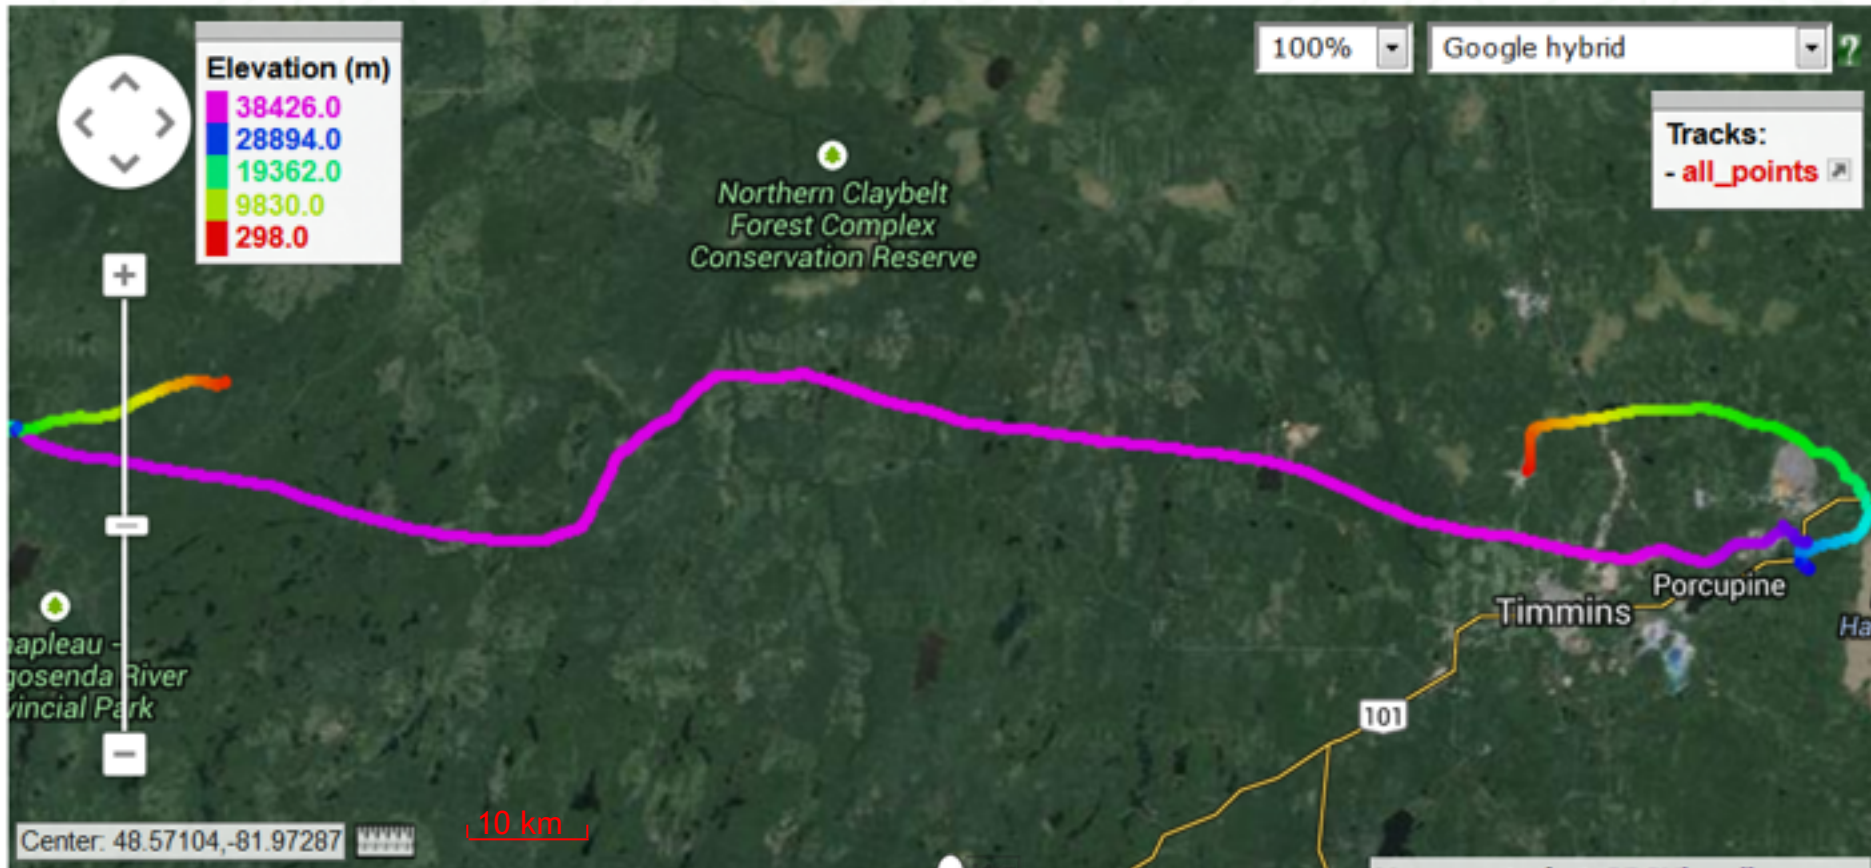 Elevation (m)
38426.0
28894.0
19362.0
9830.0
298.0
100%
Google hybrid
?
Tracks:
- all_points
Northern Claybelt
Forest Complex
Conservation Reserve
+
Porcupine
Timmins
Ha
apleau -
gosenda River
vincial Park
101
10 km
Center: 48.57104,-81.97287